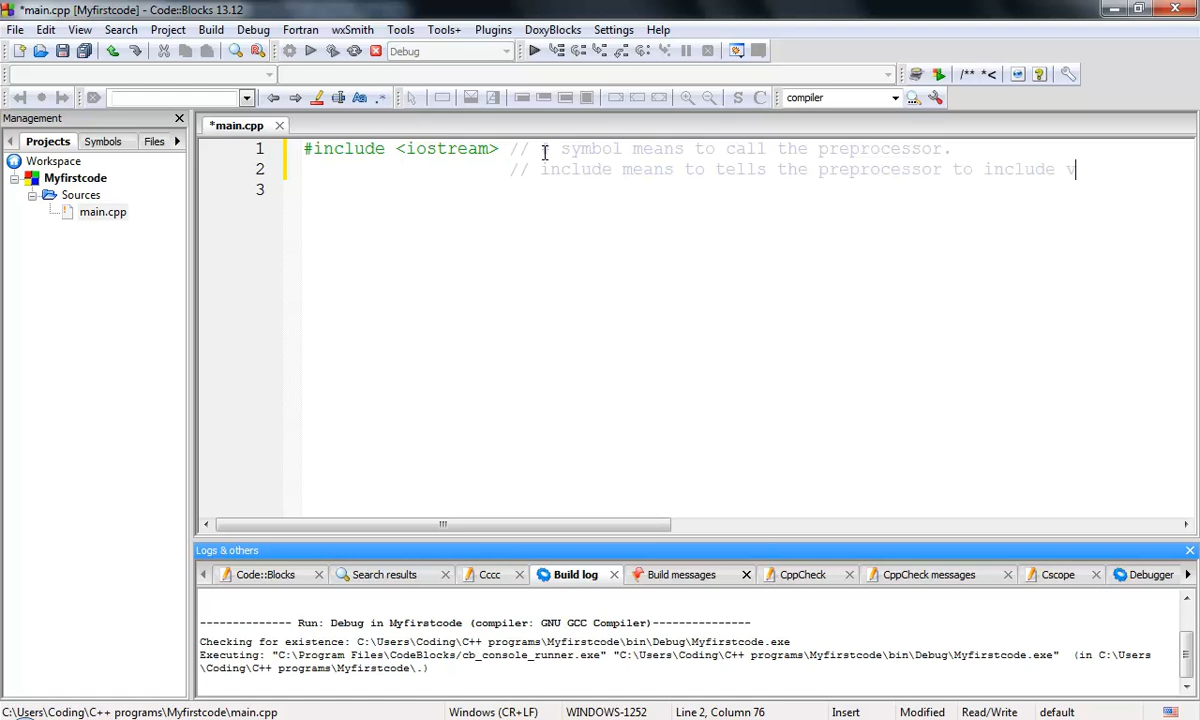 *main.cpp [Myfirstcode] - Code::Blocks 13.12
File Edit View Search Project Build Debug Fortran wxSmith Tools Tools+ Plugins DoxyBlocks Settings Help
Debug
/** *<
S C compiler
Management
*main.cpp
Projects Symbols Files
Workspace
Myfirstcode
Sources
main.cpp
1 #include <iostream> // symbol means to call the preprocessor.
2 // include means to tells the preprocessor to include v
3
Logs & others
Code::Blocks Search results Cccc Build log Build messages CppCheck CppCheck messages Cscope Debugger
-------------- Run: Debug in Myfirstcode (compiler: GNU GCC Compiler)---------------
Checking for existence: C:\Users\Coding\C++ programs\Myfirstcode\bin\Debug\Myfirstcode.exe
Executing: "C:\Program Files\CodeBlocks/cb_console_runner.exe" "C:\Users\Coding\C++ programs\Myfirstcode\bin\Debug\Myfirstcode.exe" (in C:\Users
\Coding\C++ programs\Myfirstcode\.)
C:\Users\Coding\C++ programs\Myfirstcode\main.cpp Windows (CR+LF) WINDOWS-1252 Line 2, Column 76 Insert Modified Read/Write default